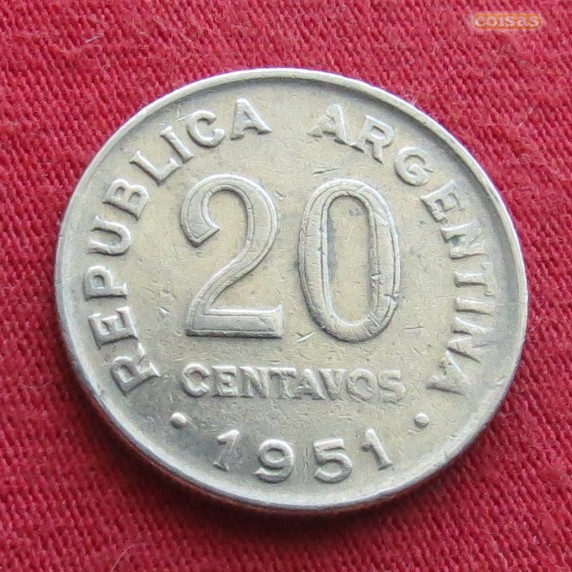 coisas
REPUBLICA ARGENTINA
20
CENTAVOS
• 1951 •